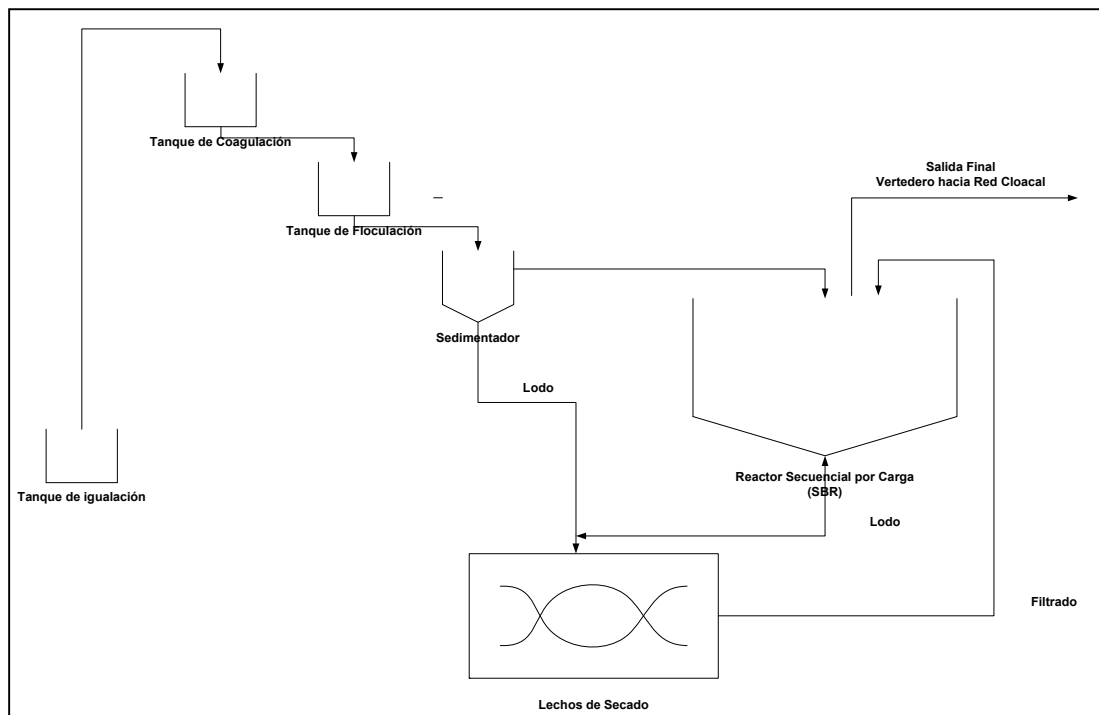 Tanque de Coagulación
Salida Final
Vertedero hacia Red Cloacal
Tanque de Floculación
Sedimentador
Lodo
Reactor Secuencial por Carga
(SBR)
Tanque de igualación
Lodo
Filtrado
Lechos de Secado